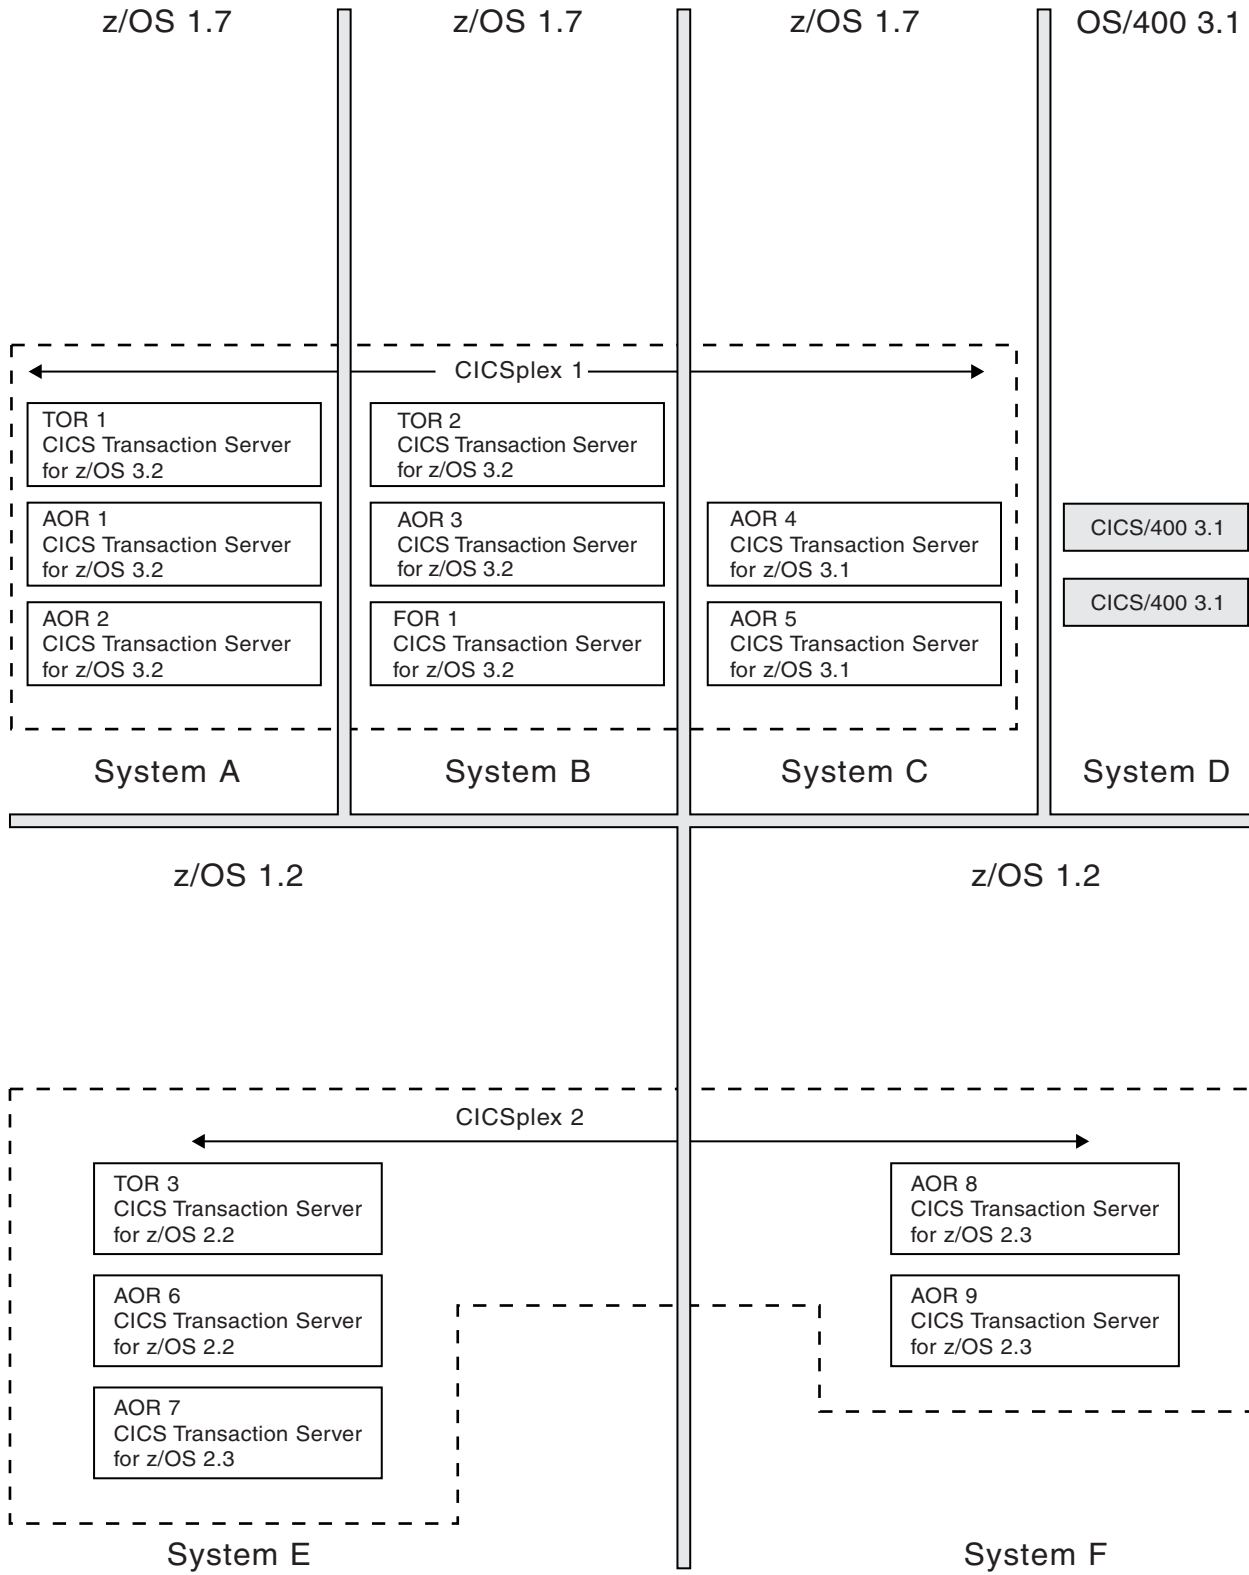 z/OS 1.7
z/OS 1.7
z/OS 1.7
OS/400 3.1
CICSplex 1
TOR 1
CICS Transaction Server
for z/OS 3.2
AOR 1
CICS Transaction Server
for z/OS 3.2
AOR 2
CICS Transaction Server
for z/OS 3.2
TOR 2
CICS Transaction Server
for z/OS 3.2
AOR 3
CICS Transaction Server
for z/OS 3.2
FOR 1
CICS Transaction Server
for z/OS 3.2
AOR 4
CICS Transaction Server
for z/OS 3.1
AOR 5
CICS Transaction Server
for z/OS 3.1
CICS/400 3.1
CICS/400 3.1
System A
System B
System C
System D
z/OS 1.2
z/OS 1.2
CICSplex 2
TOR 3
CICS Transaction Server
for z/OS 2.2
AOR 6
CICS Transaction Server
for z/OS 2.2
AOR 7
CICS Transaction Server
for z/OS 2.3
AOR 8
CICS Transaction Server
for z/OS 2.3
AOR 9
CICS Transaction Server
for z/OS 2.3
System E
System F